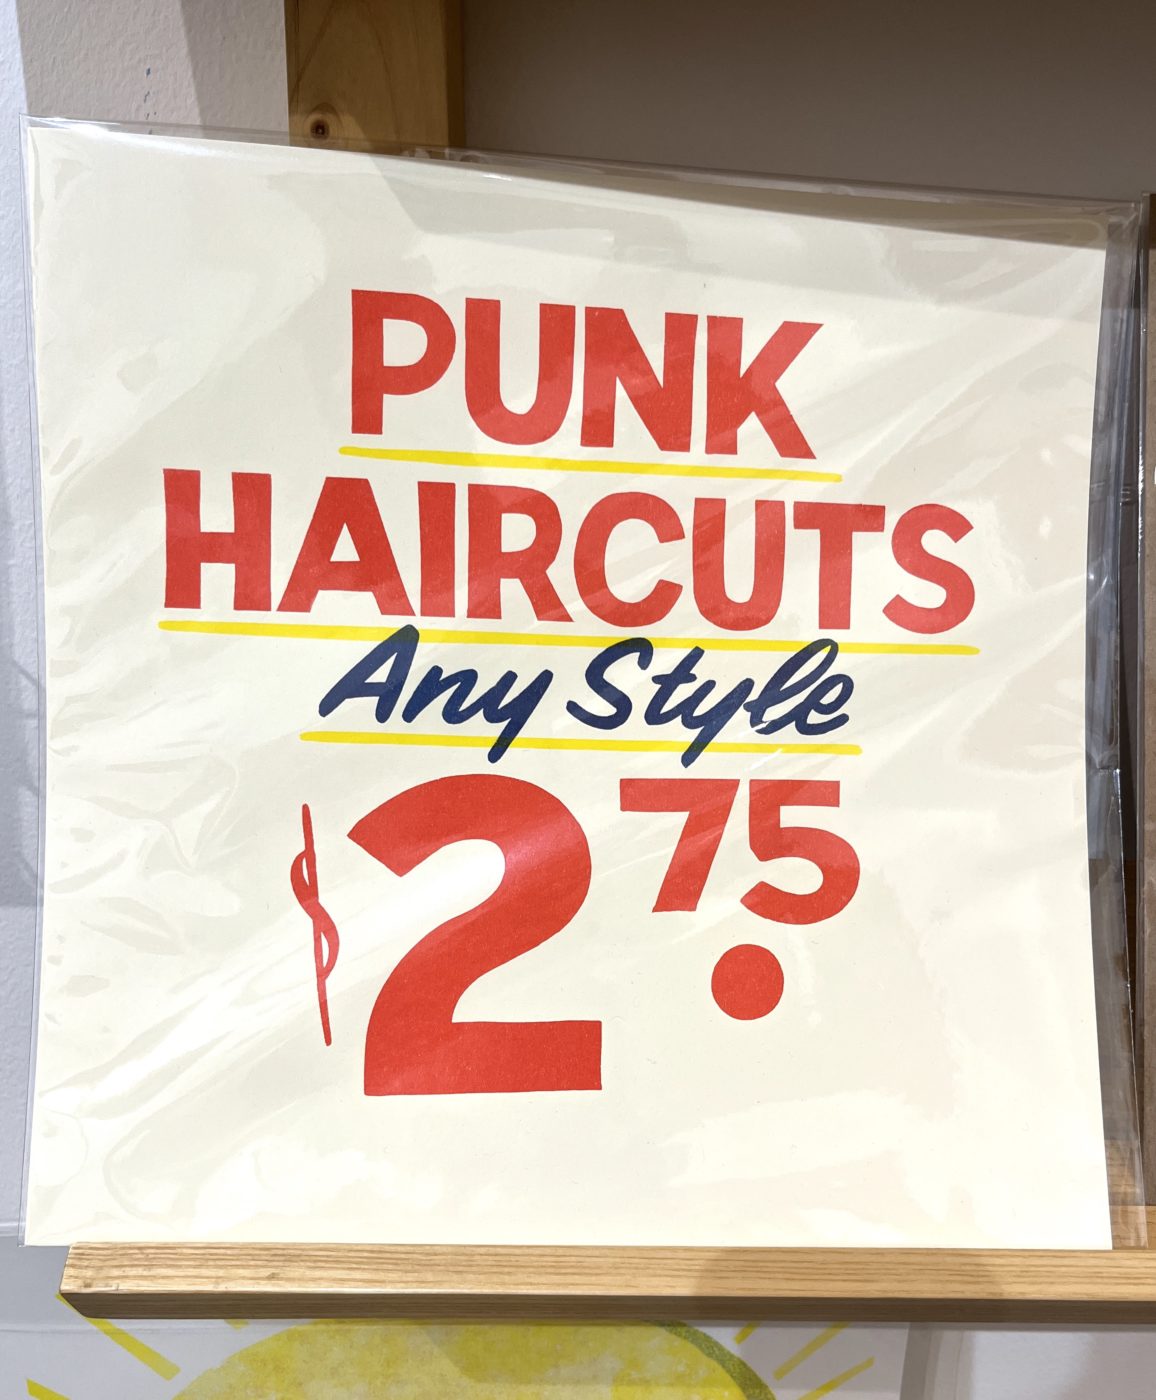 PUNK
HAIRCUTS
Any Style
$2.75